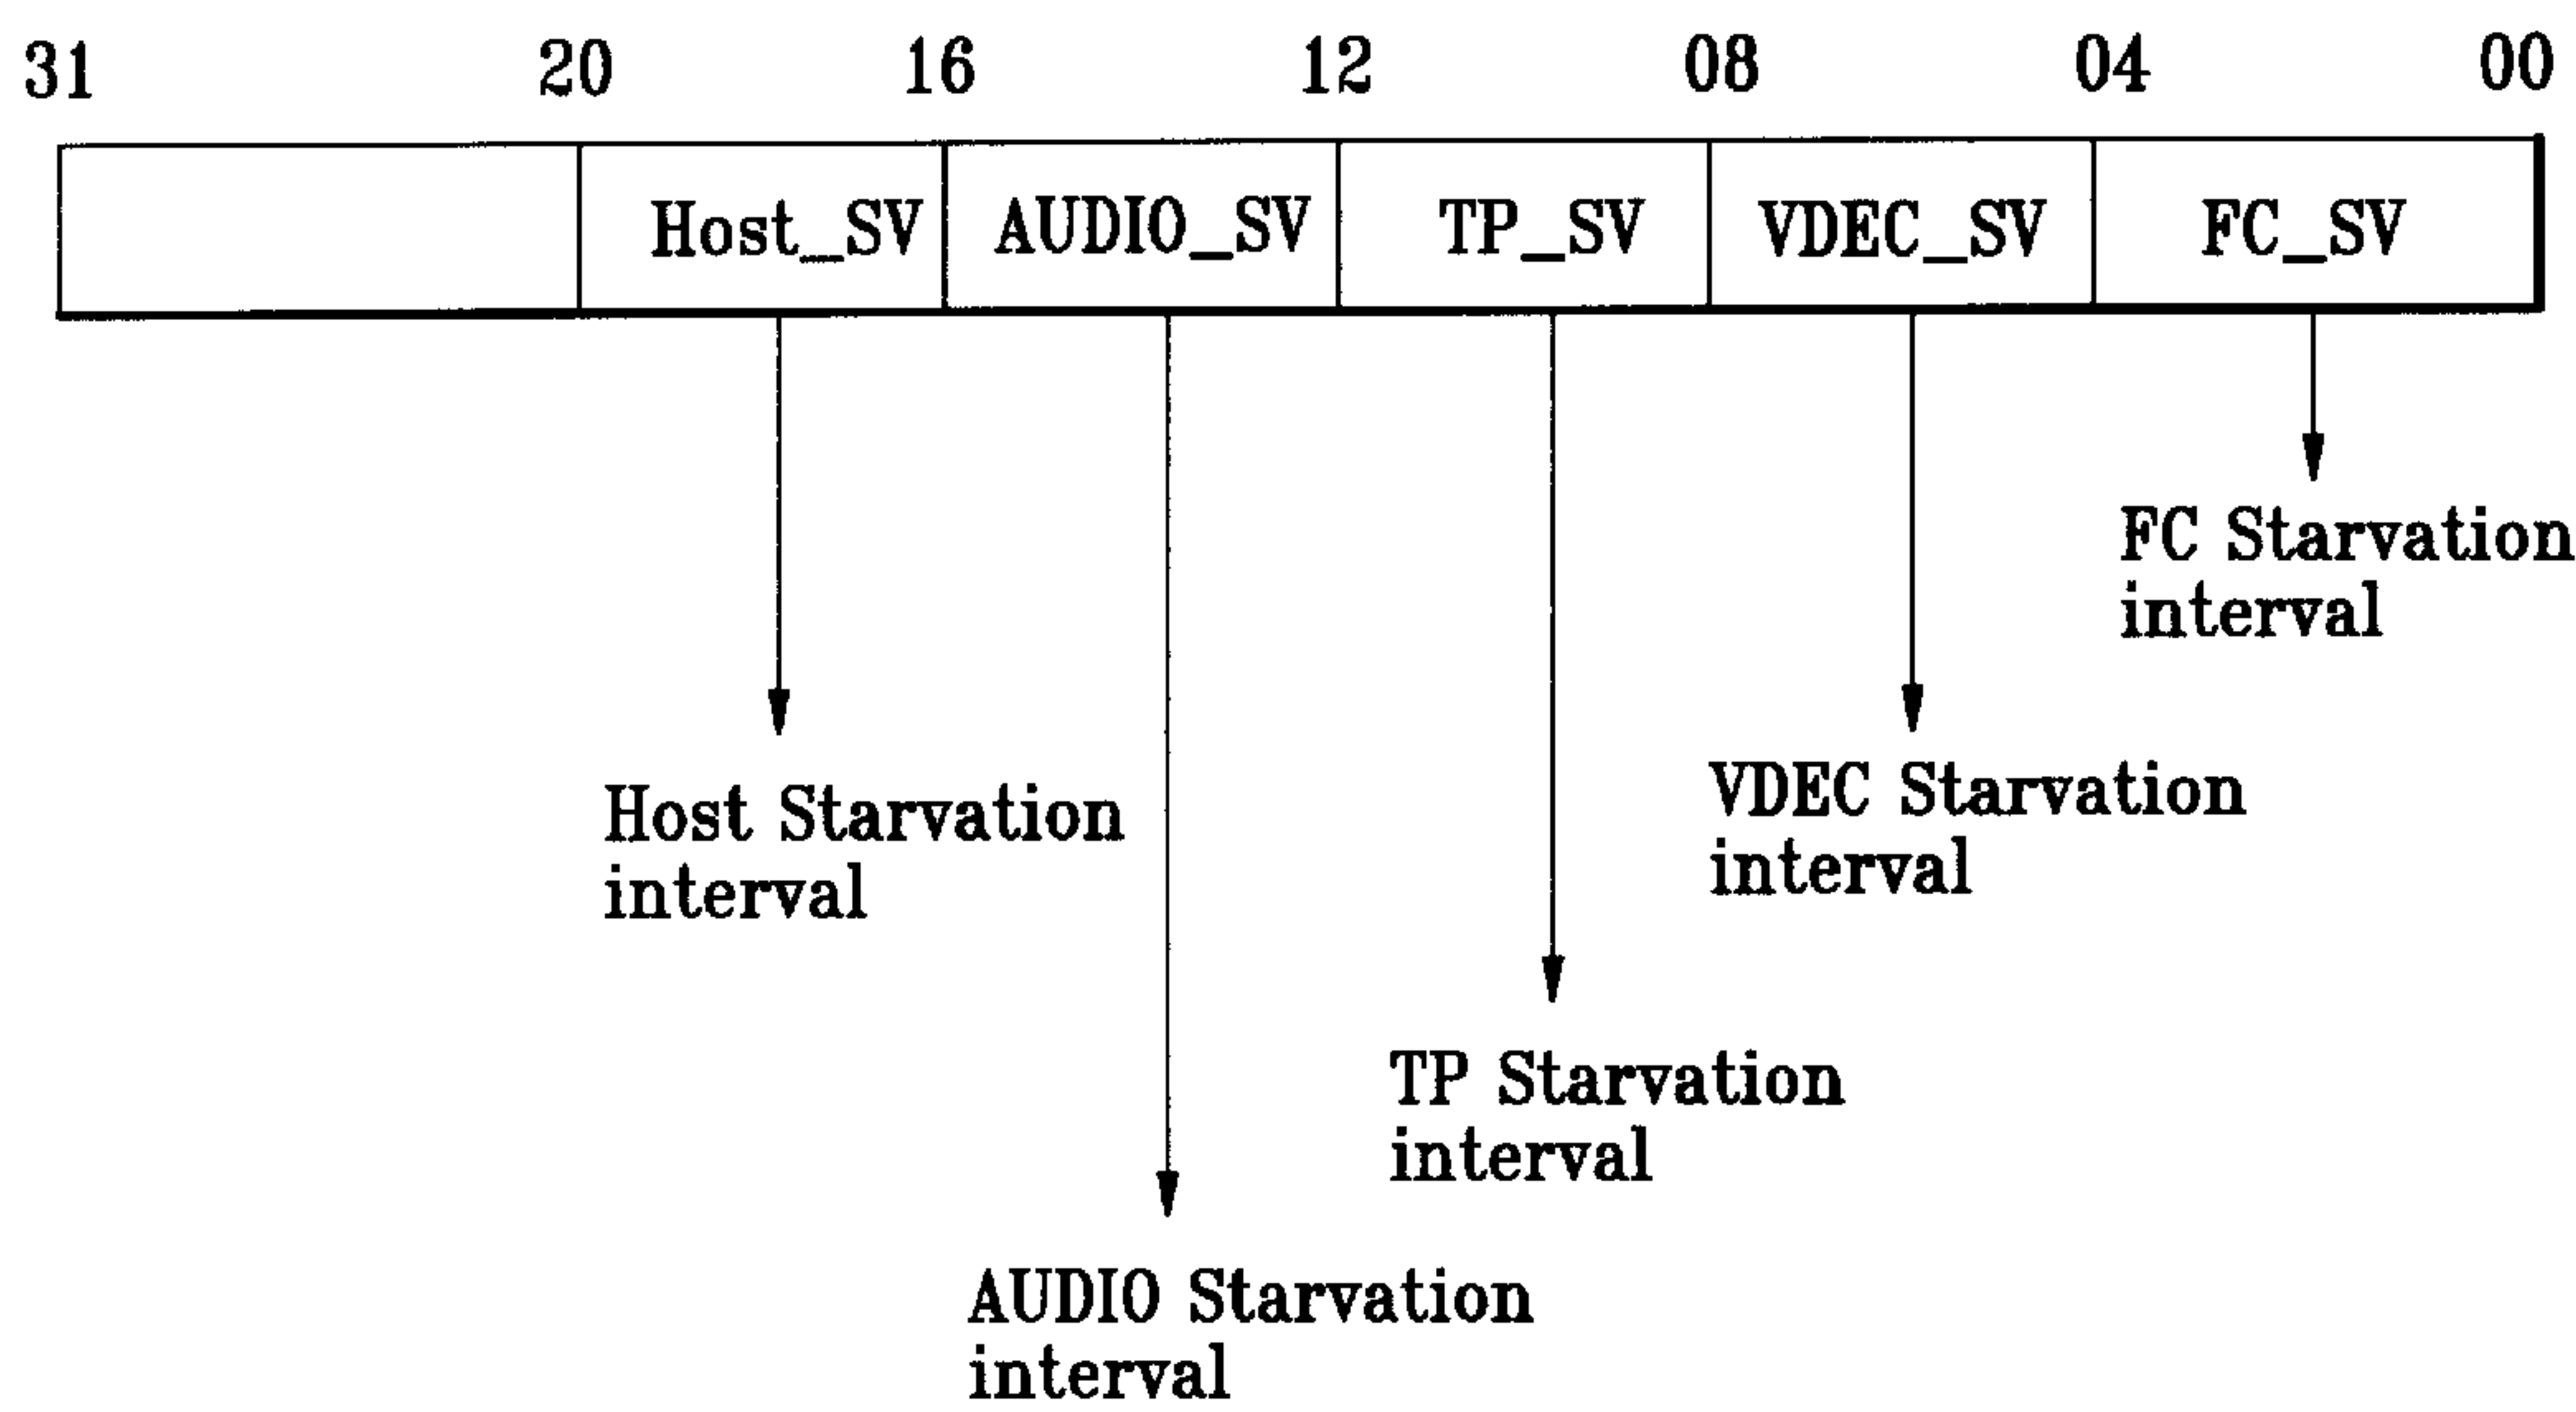 31 20 16 12 08 04 00
Host_SV AUDIO_SV TP_SV VDEC_SV FC_SV
FC Starvation
interval
Host Starvation
interval
VDEC Starvation
interval
TP Starvation
interval
AUDIO Starvation
interval